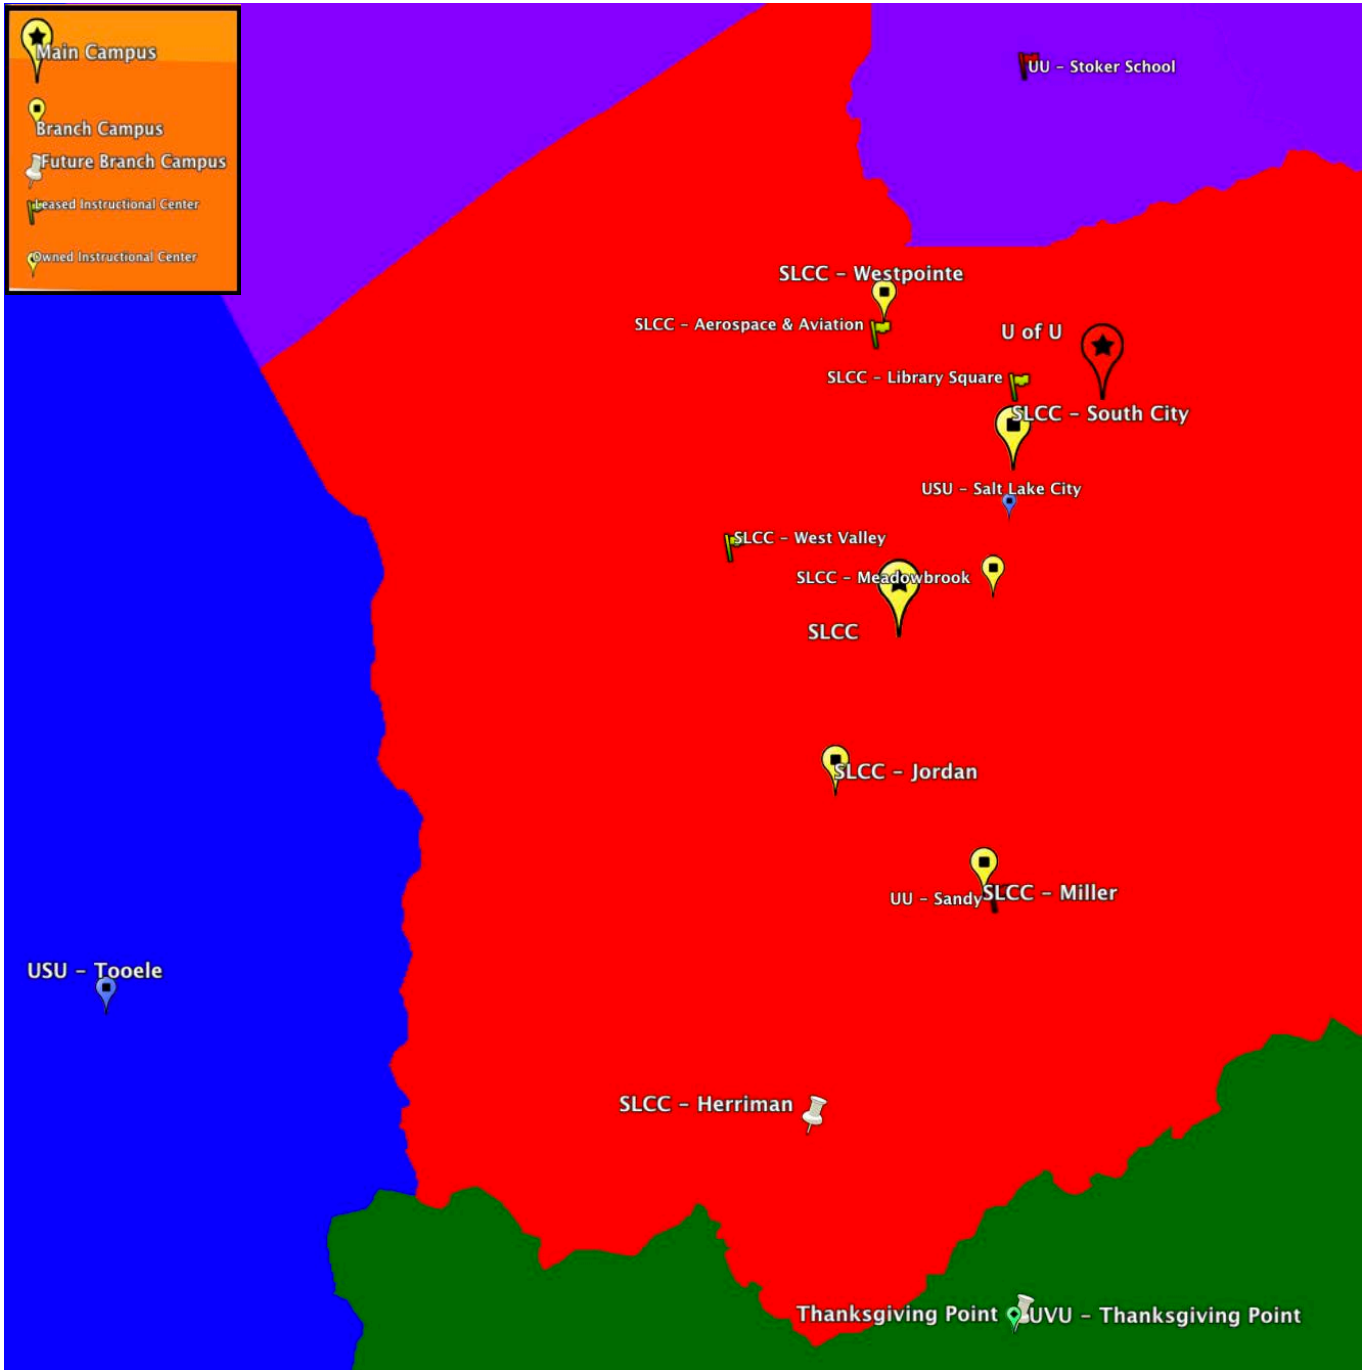 Main Campus
Branch Campus
Future Branch Campus
Leased Instructional Center
Owned Instructional Center
UU – Stoker School
SLCC – Westpointe
SLCC – Aerospace & Aviation
U of U
SLCC – Library Square
SLCC – South City
USU – Salt Lake City
SLCC – West Valley
SLCC – Meadowbrook
SLCC
SLCC – Jordan
SLCC – Miller
UU – Sandy
USU – Tooele
SLCC – Herriman
Thanksgiving Point
UVU – Thanksgiving Point